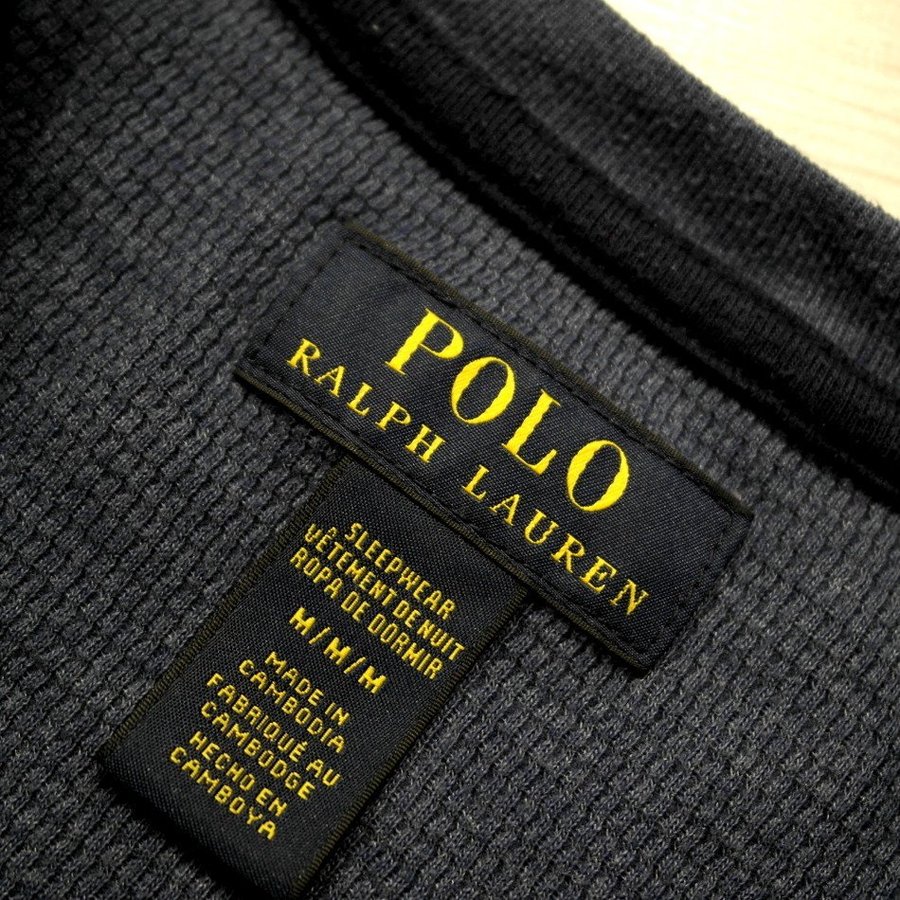 POLO
RALPH LAUREN
SLEEPWEAR
VÊTEMENT DE NUIT
ROPA DE DORMIR
M/M/M
MADE IN
CAMBODIA
FABRIQUÉ AU
CAMBODGE
HECHO EN
CAMBOYA